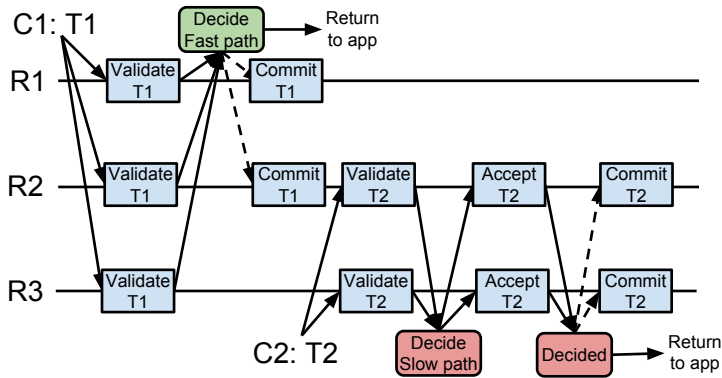 C1: T1
Decide
Fast path
Return
to app
R1
Validate
T1
Commit
T1
R2
Validate
T1
Commit
T1
Validate
T2
Accept
T2
Commit
T2
R3
Validate
T1
Validate
T2
Accept
T2
Commit
T2
C2: T2
Decide
Slow path
Decided
Return
to app